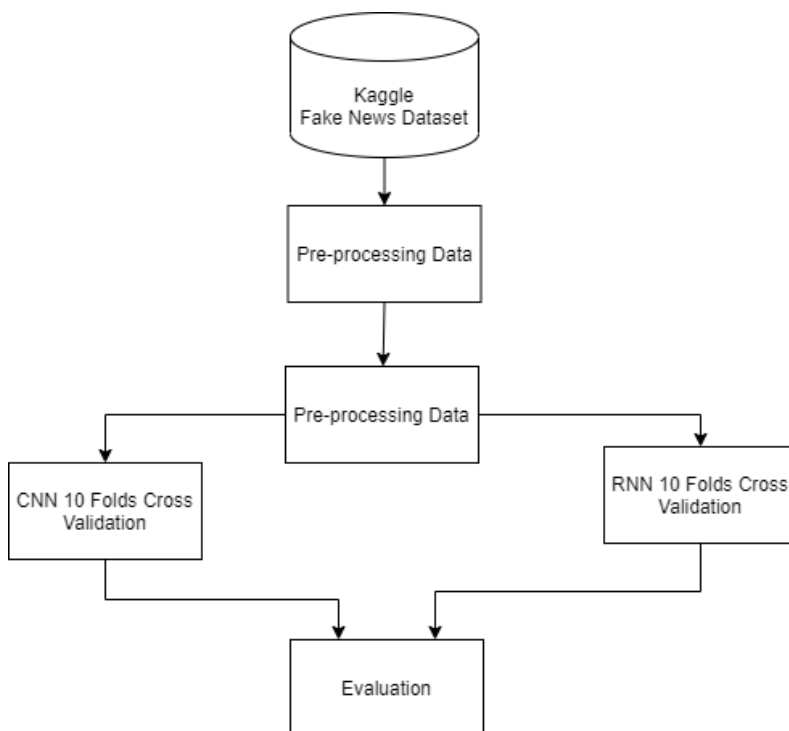 Kaggle
Fake News Dataset
Pre-processing Data
Pre-processing Data
CNN 10 Folds Cross
Validation
RNN 10 Folds Cross
Validation
Evaluation